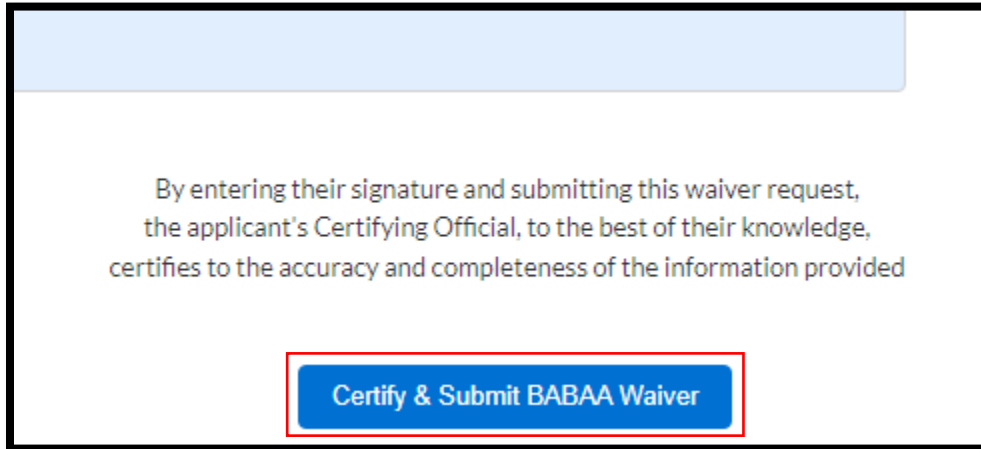 By entering their signature and submitting this waiver request,
the applicant's Certifying Official, to the best of their knowledge,
certifies to the accuracy and completeness of the information provided
Certify & Submit BABAA Waiver